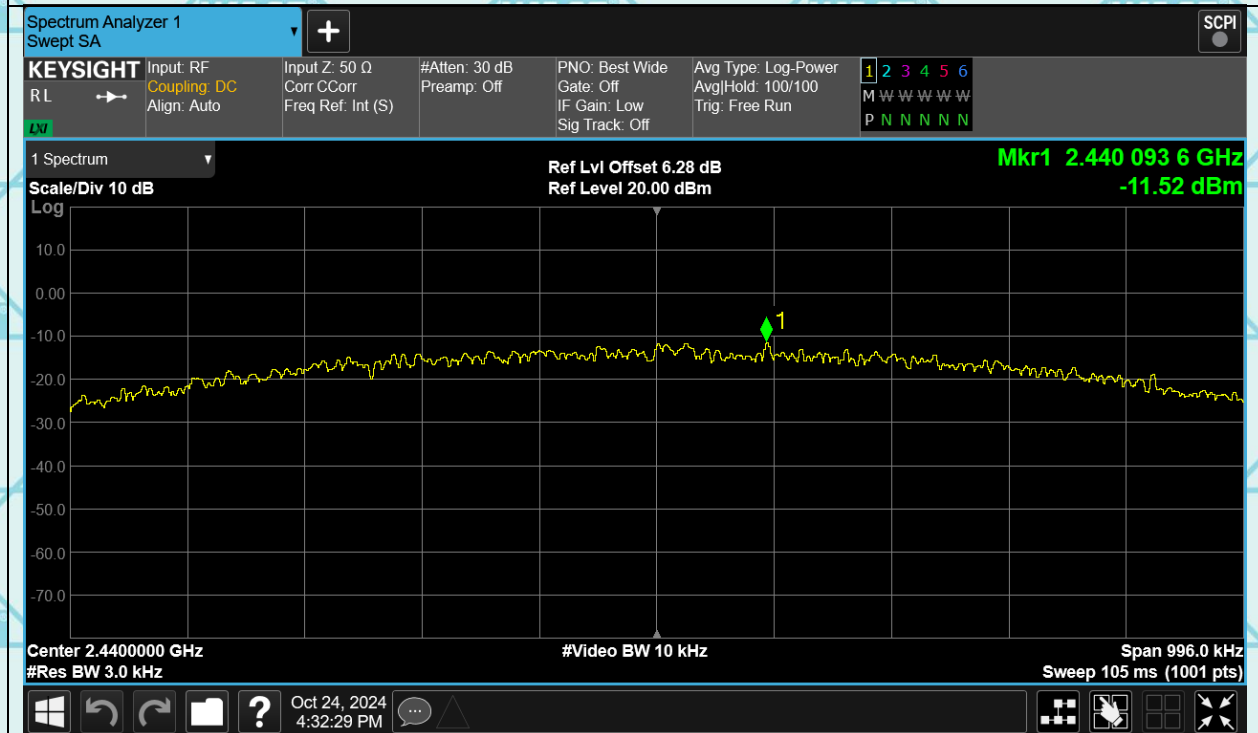 Spectrum Analyzer 1
Swept SA
+
SCPI
KEYSIGHT
R L
LXI
Input: RF
Coupling: DC
Align: Auto
Input Z: 50 Ω
Corr CCorr
Freq Ref: Int (S)
#Atten: 30 dB
Preamp: Off
PNO: Best Wide
Gate: Off
IF Gain: Low
Sig Track: Off
Avg Type: Log-Power
Avg|Hold: 100/100
Trig: Free Run
1 2 3 4 5 6
M W W W W W
P N N N N N
1 Spectrum
Scale/Div 10 dB
Ref Lvl Offset 6.28 dB
Ref Level 20.00 dBm
Mkr1 2.440 093 6 GHz
-11.52 dBm
Log
10.0
0.00
-10.0
-20.0
-30.0
-40.0
-50.0
-60.0
-70.0
1
Center 2.4400000 GHz
#Res BW 3.0 kHz
#Video BW 10 kHz
Span 996.0 kHz
Sweep 105 ms (1001 pts)
?
Oct 24, 2024
4:32:29 PM